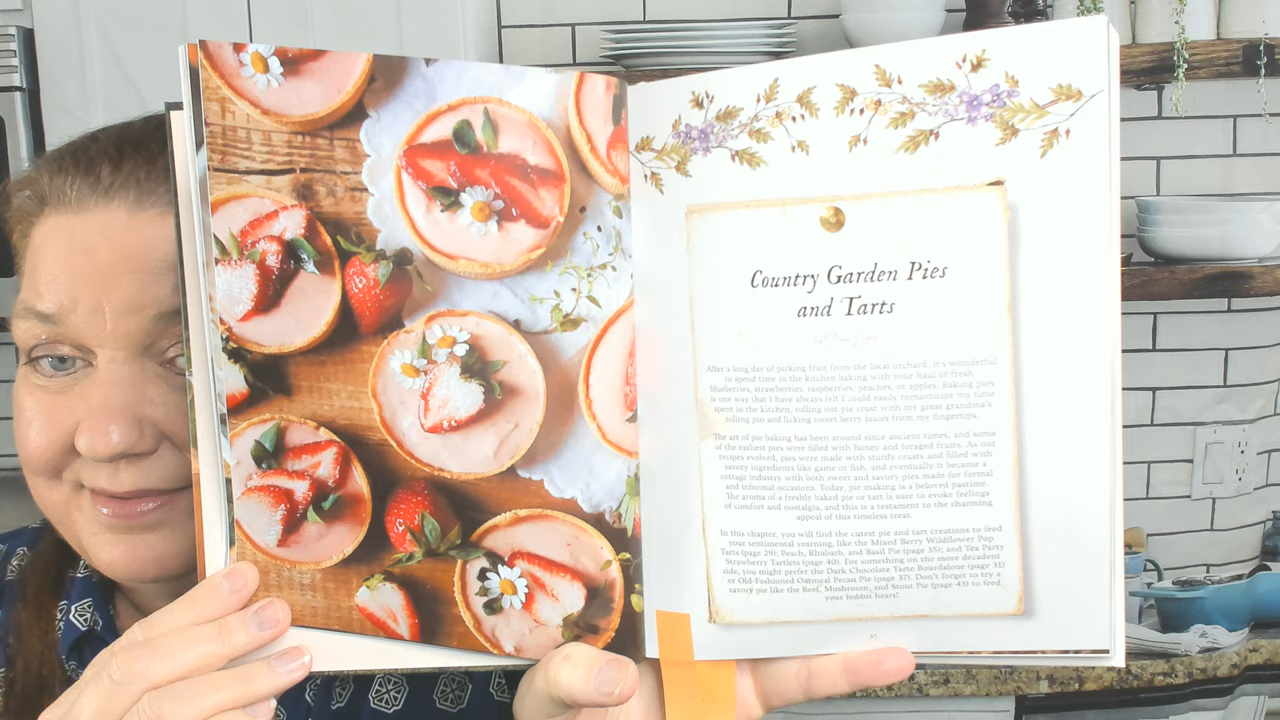 Country Garden Pies
and Tarts
After a long day of picking fruit from the local orchard, it's wonderful
to spend time in the kitchen baking with your haul of fresh
blueberries, strawberries, raspberries, peaches, or apples. Baking pies
is one way that I have always felt I could easily romanticize my time
spent in the kitchen, rolling out pie crust with my great grandma's
rolling pin and licking sweet berry juices from my fingertips.
The art of pie baking has been around since ancient times, and some
of the earliest pies were filled with honey and foraged fruits. As our
recipes evolved, pies were made with sturdy crusts and filled with
savory ingredients like game or fish, and eventually it became a
cottage industry with both sweet and savory pies made for formal
and informal occasions. Today, pie making is a beloved pastime.
The aroma of a freshly baked pie or tart is sure to evoke feelings
of comfort and nostalgia, and this is a testament to the charming
appeal of this timeless treat.
In this chapter, you will find the cutest pie and tart creations to feed
your sentimental yearning, like the Mixed Berry Wildflower Pop
Tarts (page 29); Peach, Rhubarb, and Basil Pie (page 35); and Tea Party
Strawberry Tartlets (page 40). For something on the more decadent
side, you might prefer the Dark Chocolate Tarte Bourdaloue (page 31)
or Old-Fashioned Oatmeal Pecan Pie (page 37). Don't forget to try a
savory pie like the Beef, Mushroom, and Stout Pie (page 43) to feed
your hobbit heart!